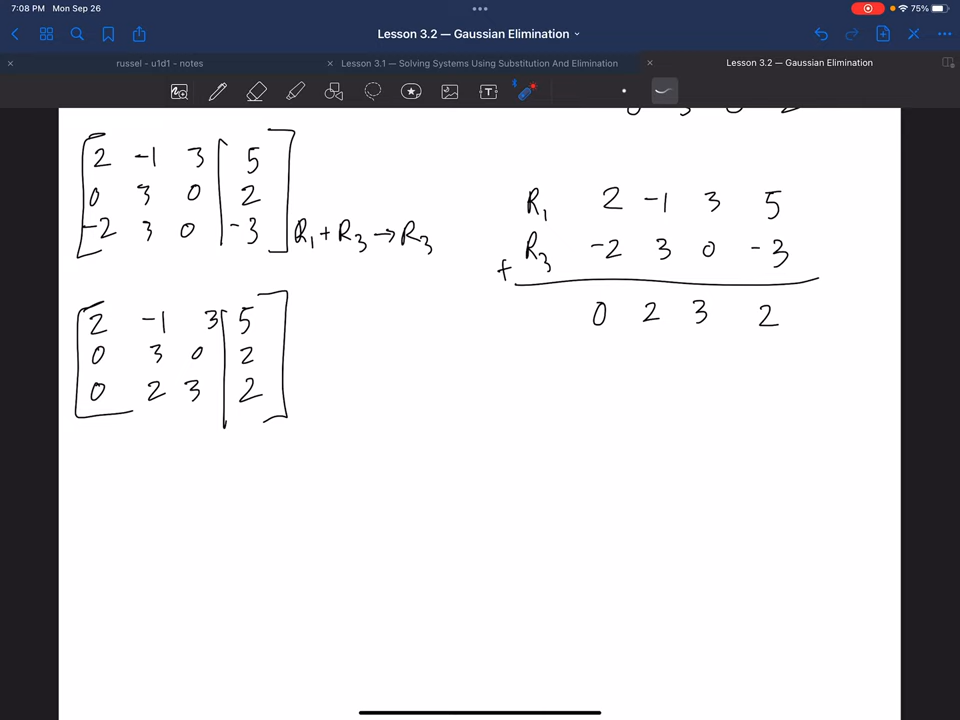 7:08 PM Mon Sep 26
75%
Lesson 3.2 — Gaussian Elimination
russel - u1d1 - notes
Lesson 3.1 — Solving Systems Using Substitution And Elimination
Lesson 3.2 — Gaussian Elimination
2 -1 3 | 5
0 3 0 | 2
-2 3 0 | -3 R₁ + R₃ → R₃
2 -1 3 | 5
0 3 0 | 2
0 2 3 | 2
R₁ 2 -1 3 5
+ R₃ -2 3 0 -3
0 2 3 2